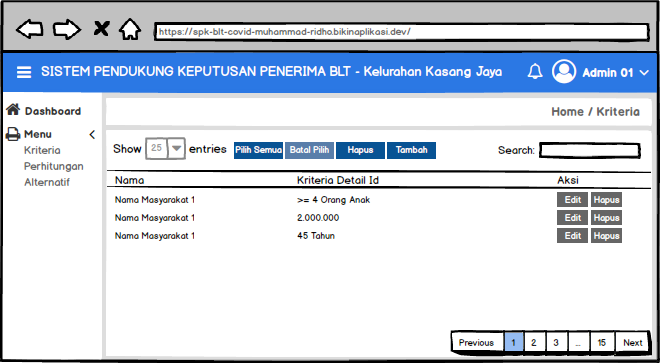 https://spk-blt-covid-muhammad-ridho.bikinaplikasi.dev/
SISTEM PENDUKUNG KEPUTUSAN PENERIMA BLT - Kelurahan Kasang Jaya
Admin 01
Dashboard
Home / Kriteria
Menu
Kriteria
Perhitungan
Alternatif
Show 25 entries Pilih Semua Batal Pilih Hapus Tambah Search:
Nama Kriteria Detail Id Aksi
Nama Masyarakat 1 >= 4 Orang Anak Edit Hapus
Nama Masyarakat 1 2.000.000 Edit Hapus
Nama Masyarakat 1 45 Tahun Edit Hapus
Previous 1 2 3 ... 15 Next